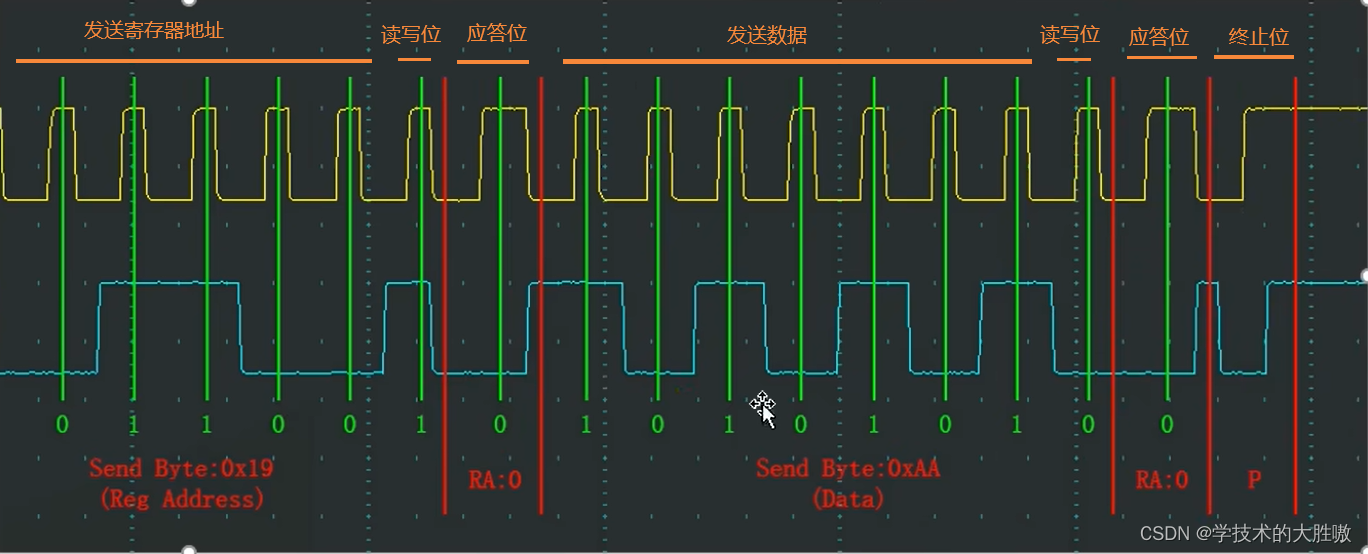 发送寄存器地址 读写位 应答位 发送数据 读写位 应答位 终止位
0 1 1 0 0 1 0 1 0 1 0 1 0 1 0 0
Send Byte:0x19 RA:0 Send Byte:0xAA RA:0 P
(Reg Address) (Data)
CSDN @学技术的大胜嗷